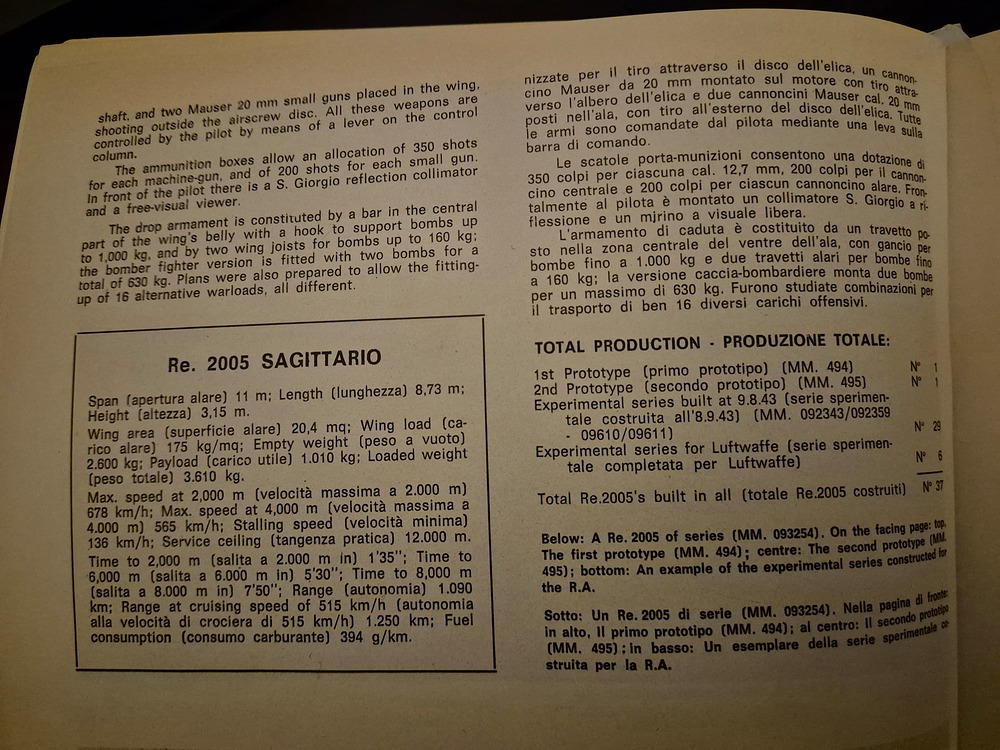 shaft, and two Mauser 20 mm small guns placed in the wing,
shooting outside the airscrew disc. All these weapons are
controlled by the pilot by means of a lever on the control
column.
The ammunition boxes allow an allocation of 350 shots
for each machine-gun, and of 200 shots for each small gun.
In front of the pilot there is a S. Giorgio reflection collimator
and a free-visual viewer.
The drop armament is constituted by a bar in the central
part of the wing's belly with a hook to support bombs up
to 1,000 kg, and by two wing joists for bombs up to 160 kg;
the bomber fighter version is fitted with two bombs for a
total of 630 kg. Plans were also prepared to allow the fitting-
up of 16 alternative warloads, all different.
Re. 2005 SAGITTARIO
Span (apertura alare) 11 m; Length (lunghezza) 8,73 m;
Height (altezza) 3,15 m.
Wing area (superficie alare) 20,4 mq; Wing load (ca-
rico alare) 175 kg/mq; Empty weight (peso a vuoto)
2.600 kg; Payload (carico utile) 1.010 kg; Loaded weight
(peso totale) 3.610 kg.
Max. speed at 2,000 m (velocità massima a 2.000 m)
678 km/h; Max. speed at 4,000 m (velocità massima a
4.000 m) 565 km/h; Stalling speed (velocità minima)
136 km/h; Service ceiling (tangenza pratica) 12.000 m.
Time to 2,000 m (salita a 2.000 m in) 1'35''; Time to
6,000 m (salita a 6.000 m in) 5'30''; Time to 8,000 m
(salita a 8.000 m in) 7'50''; Range (autonomia) 1.090
km; Range at cruising speed of 515 km/h (autonomia
alla velocità di crociera di 515 km/h) 1.250 km; Fuel
consumption (consumo carburante) 394 g/km.
nizzate per il tiro attraverso il disco dell'elica, un cannon-
cino Mauser da 20 mm montato sul motore con tiro attra-
verso l'albero dell'elica e due cannoncini Mauser cal. 20 mm
posti nell'ala, con tiro all'esterno del disco dell'elica. Tutte
le armi sono comandate dal pilota mediante una leva sulla
barra di comando.
Le scatole porta-munizioni consentono una dotazione di
350 colpi per ciascuna cal. 12,7 mm, 200 colpi per il cannon-
cino centrale e 200 colpi per ciascun cannoncino alare. Fron-
talmente al pilota è montato un collimatore S. Giorgio a ri-
flessione e un mjrino a visuale libera.
L'armamento di caduta è costituito da un travetto po-
sto nella zona centrale del ventre dell'ala, con gancio per
bombe fino a 1.000 kg e due travetti alari per bombe fino
a 160 kg; la versione caccia-bombardiere monta due bombe
per un massimo di 630 kg. Furono studiate combinazioni per
il trasporto di ben 16 diversi carichi offensivi.
TOTAL PRODUCTION - PRODUZIONE TOTALE:
1st Prototype (primo prototipo) (MM. 494) N° 1
2nd Prototype (secondo prototipo) (MM. 495) N° 1
Experimental series built at 9.8.43 (serie sperimen-
tale costruita all'8.9.43) (MM. 092343/092359
- 09610/09611) N° 29
Experimental series for Luftwaffe (serie sperimen-
tale completata per Luftwaffe) N° 6
Total Re.2005's built in all (totale Re.2005 costruiti) N° 37
Below: A Re. 2005 of series (MM. 093254). On the facing page: top,
The first prototype (MM. 494); centre: The second prototype (MM.
495); bottom: An example of the experimental series constructed for
the R.A.
Sotto: Un Re. 2005 di serie (MM. 093254). Nella pagina di fronte:
in alto, Il primo prototipo (MM. 494); al centro: Il secondo prototipo
(MM. 495); in basso: Un esemplare della serie sperimentale co-
struita per la R.A.